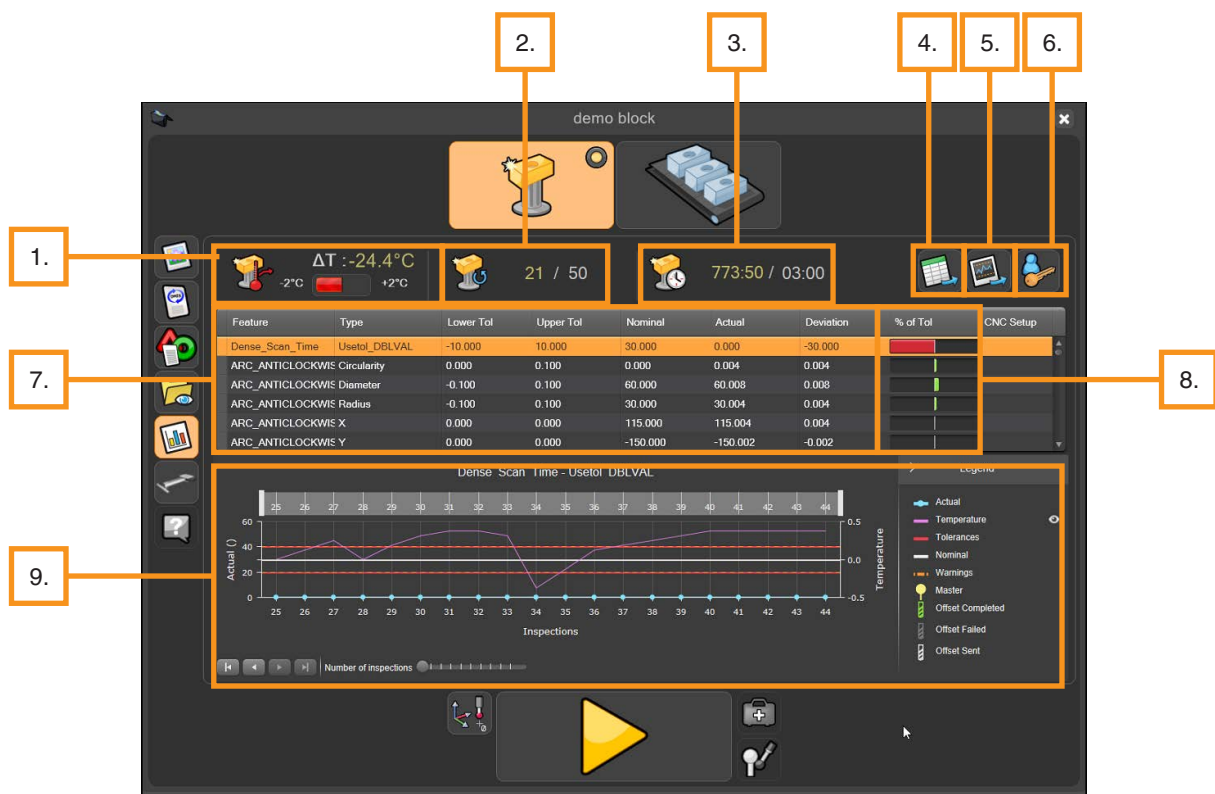 2.
3.
4.
5.
6.
demo block
1.
ΔT :-24.4°C
-2°C +2°C
21 / 50
773:50 / 03:00
Feature Type Lower Tol Upper Tol Nominal Actual Deviation % of Tol CNC Setup
Dense_Scan_Time Usetol_DBLVAL -10.000 10.000 30.000 0.000 -30.000
ARC_ANTICLOCKWIS Circularity 0.000 0.100 0.000 0.004 0.004
ARC_ANTICLOCKWIS Diameter -0.100 0.100 60.000 60.008 0.008
ARC_ANTICLOCKWIS Radius -0.100 0.100 30.000 30.004 0.004
ARC_ANTICLOCKWIS X 0.000 0.000 115.000 115.004 0.004
ARC_ANTICLOCKWIS Y 0.000 0.000 -150.000 -150.002 -0.002
7.
8.
9.
Dense Scan Time - Usetol DBLVAL
25 26 27 28 29 30 31 32 33 34 35 36 37 38 39 40 41 42 43 44
60
40
20
0
Actual ()
0.5
0.0
-0.5
Temperature
25 26 27 28 29 30 31 32 33 34 35 36 37 38 39 40 41 42 43 44
Inspections
Number of inspections
Legend
Actual
Temperature
Tolerances
Nominal
Warnings
Master
Offset Completed
Offset Failed
Offset Sent